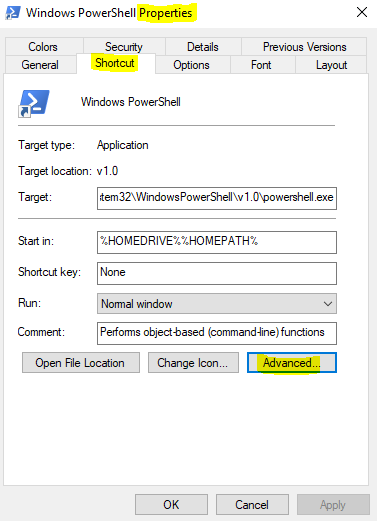 Windows PowerShell Properties
Colors Security Details Previous Versions
General Shortcut Options Font Layout
Windows PowerShell
Target type: Application
Target location: v1.0
Target: stem32\WindowsPowerShell\v1.0\powershell.exe
Start in: %HOMEDRIVE%%HOMEPATH%
Shortcut key: None
Run: Normal window
Comment: Performs object-based (command-line) functions
Open File Location Change Icon... Advanced...
OK Cancel Apply